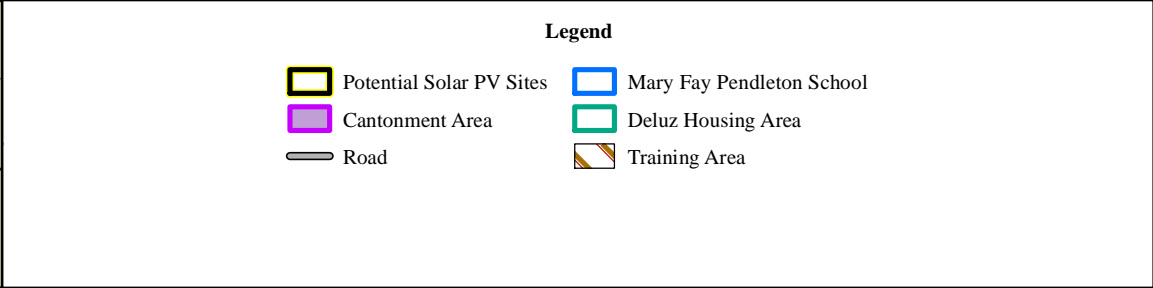 Legend
Potential Solar PV Sites
Mary Fay Pendleton School
Cantonment Area
Deluz Housing Area
Road
Training Area